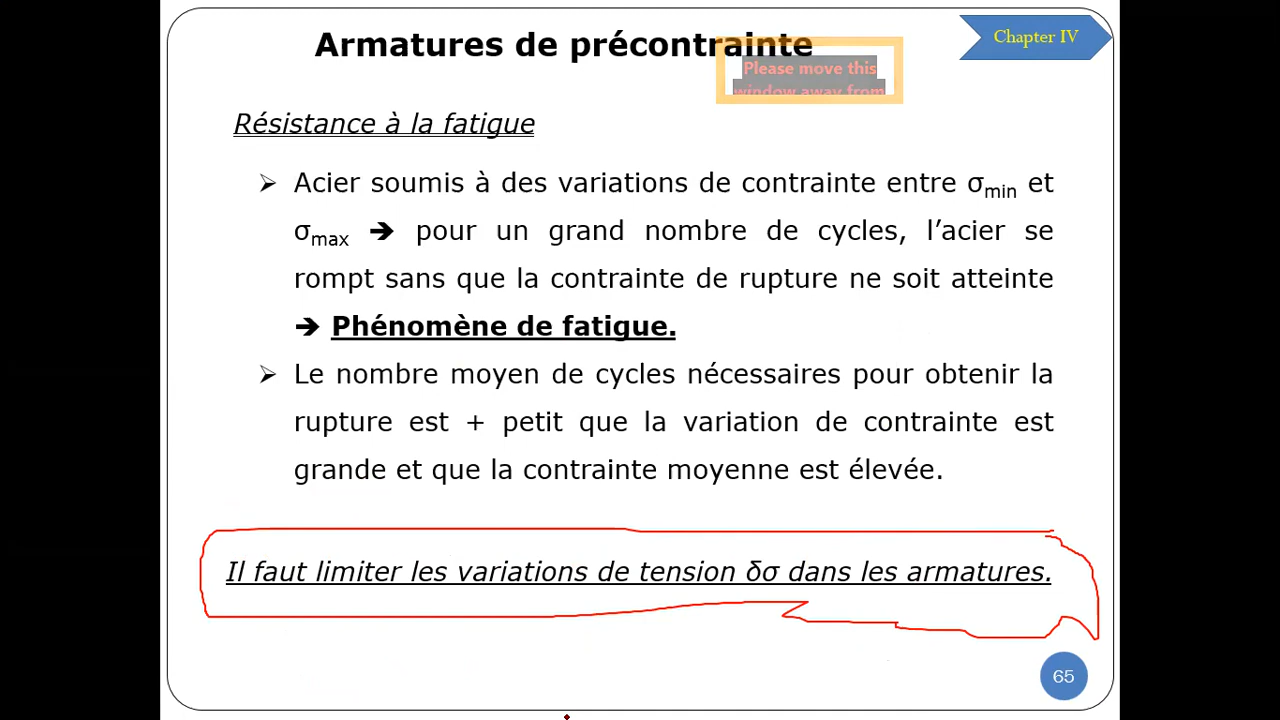 Armatures de précontrainte
Chapter IV
Please move this
window away from
Résistance à la fatigue
➢ Acier soumis à des variations de contrainte entre σmin et
σmax ➔ pour un grand nombre de cycles, l’acier se
rompt sans que la contrainte de rupture ne soit atteinte
➔ Phénomène de fatigue.
➢ Le nombre moyen de cycles nécessaires pour obtenir la
rupture est + petit que la variation de contrainte est
grande et que la contrainte moyenne est élevée.
Il faut limiter les variations de tension δσ dans les armatures.
65